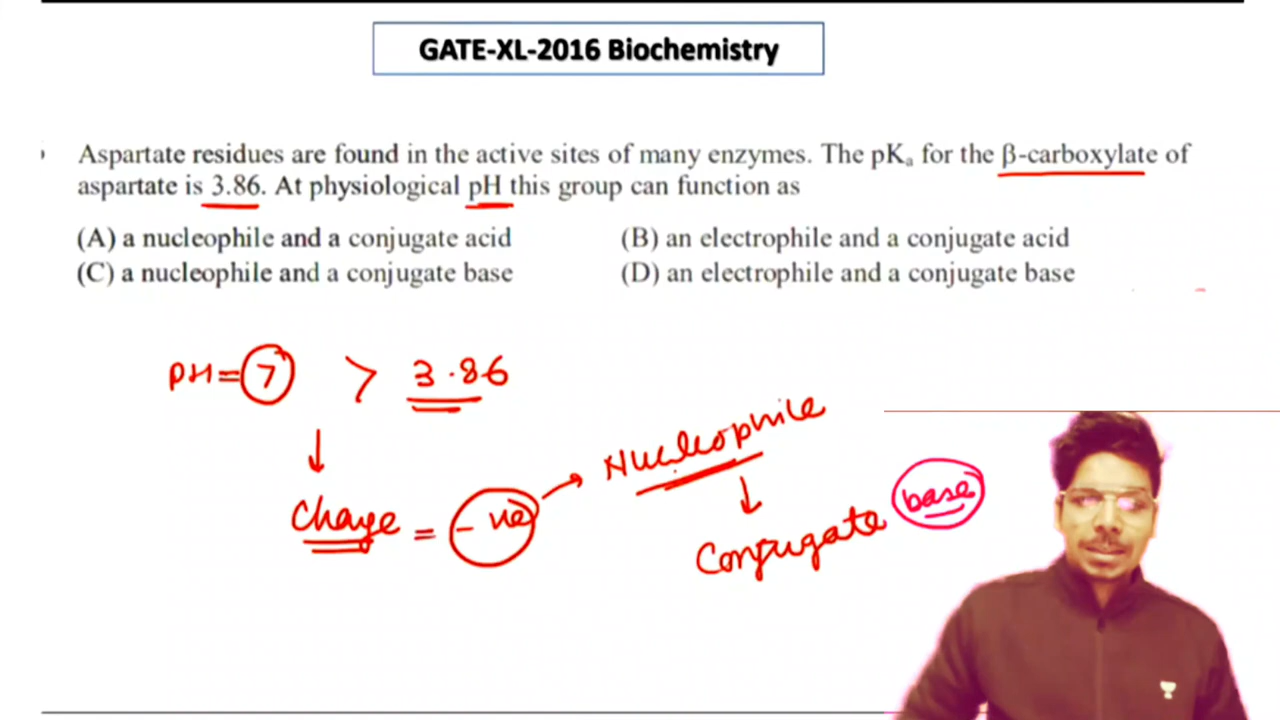 GATE-XL-2016 Biochemistry
Aspartate residues are found in the active sites of many enzymes. The pKₐ for the β-carboxylate of
aspartate is 3.86. At physiological pH this group can function as
(A) a nucleophile and a conjugate acid (B) an electrophile and a conjugate acid
(C) a nucleophile and a conjugate base (D) an electrophile and a conjugate base
PH = 7 > 3.86
↓
Charge = -ve → Nucleophile
↓
Conjugate base